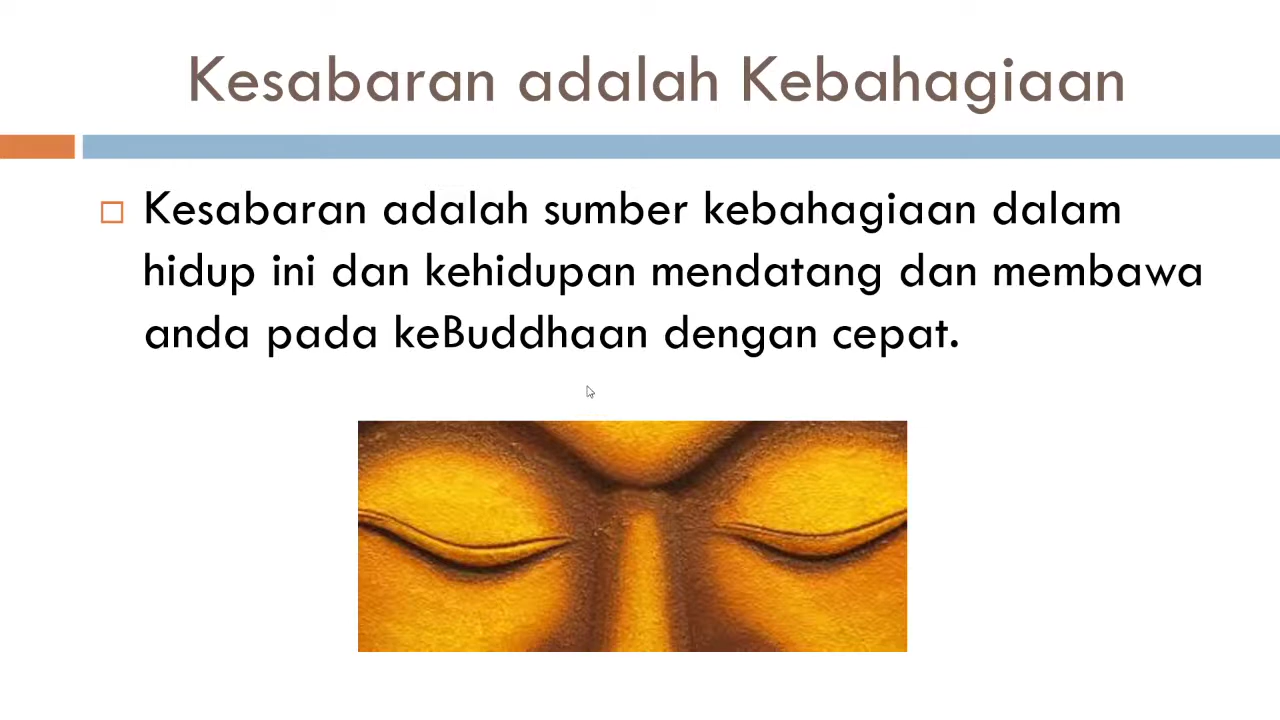 Kesabaran adalah Kebahagiaan
Kesabaran adalah sumber kebahagiaan dalam
hidup ini dan kehidupan mendatang dan membawa
anda pada keBuddhaan dengan cepat.